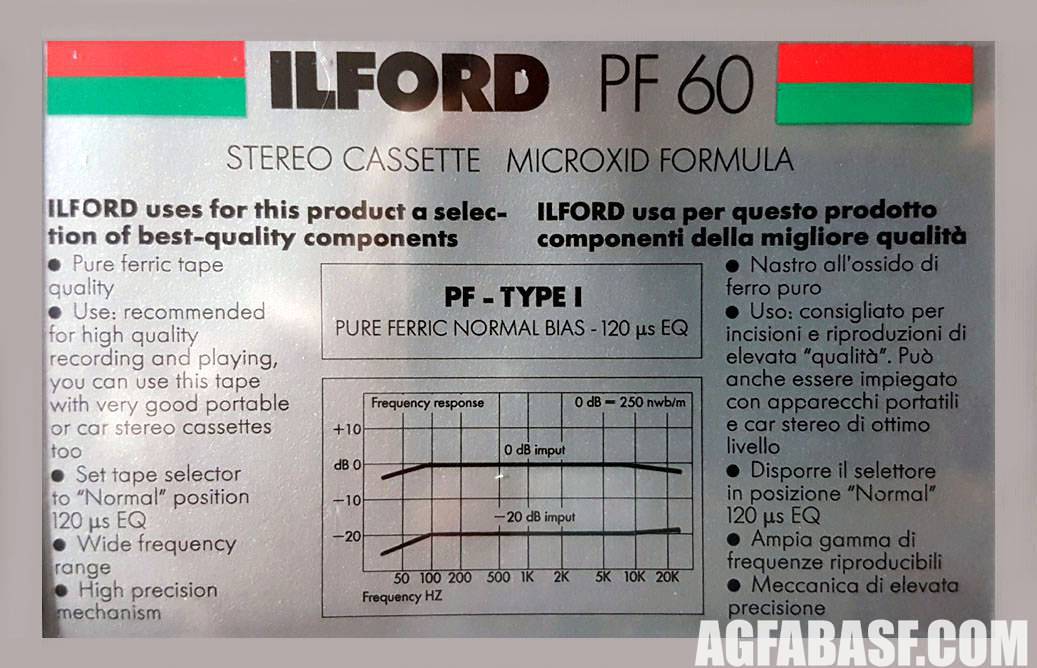 ILFORD PF 60
STEREO CASSETTE MICROXID FORMULA
ILFORD uses for this product a selec-
tion of best-quality components
● Pure ferric tape
quality
● Use: recommended
for high quality
recording and playing,
you can use this tape
with very good portable
or car stereo cassettes
too
● Set tape selector
to "Normal" position
120 µs EQ
● Wide frequency
range
● High precision
mechanism
PF - TYPE I
PURE FERRIC NORMAL BIAS - 120 µs EQ
Frequency response 0 dB = 250 nwb/m
+10
0 dB imput
dB 0
-10
-20 dB imput
-20
50 100 200 500 1K 2K 5K 10K 20K
Frequency HZ
ILFORD usa per questo prodotto
componenti della migliore qualità
● Nastro all'ossido di
ferro puro
● Uso: consigliato per
incisioni e riproduzioni di
elevata "qualità". Può
anche essere impiegato
con apparecchi portatili
e car stereo di ottimo
livello
● Disporre il selettore
in posizione "Normal"
120 µs EQ
● Ampia gamma di
frequenze riproducibili
● Meccanica di elevata
precisione
AGFABASF.COM